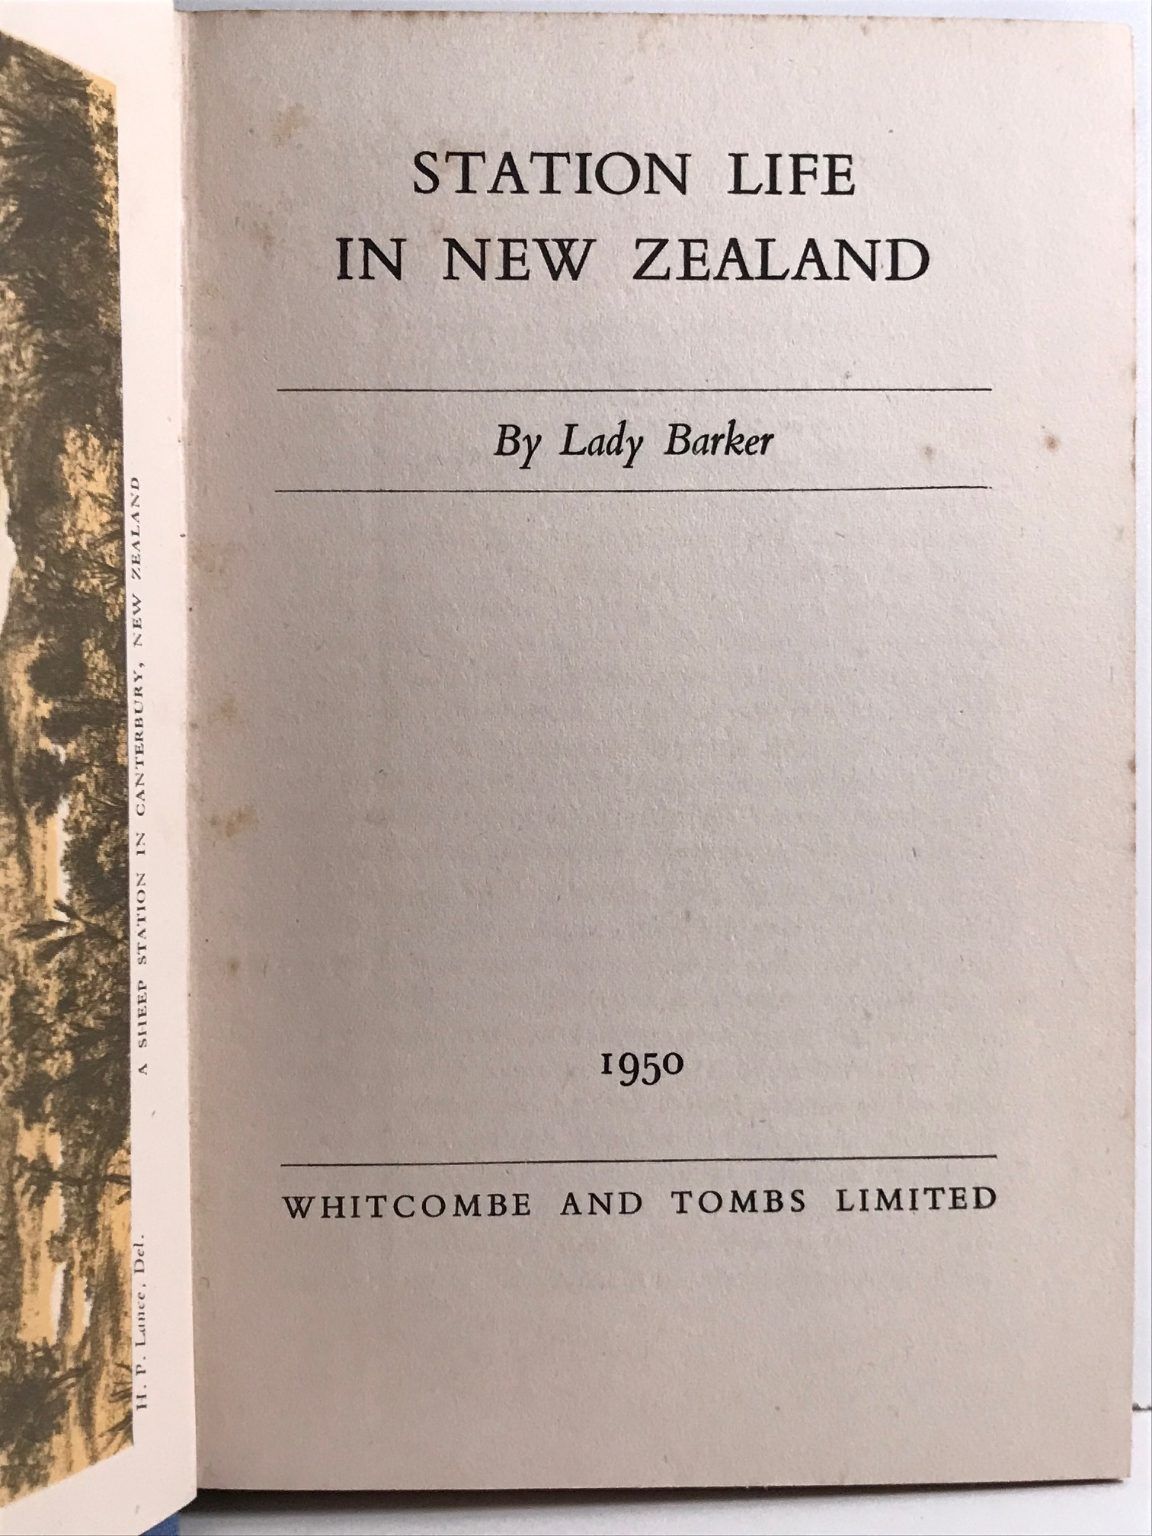 A SHEEP STATION IN CANTERBURY, NEW ZEALAND
H. P. Lance, Del.
STATION LIFE
IN NEW ZEALAND
By Lady Barker
1950
WHITCOMBE AND TOMBS LIMITED